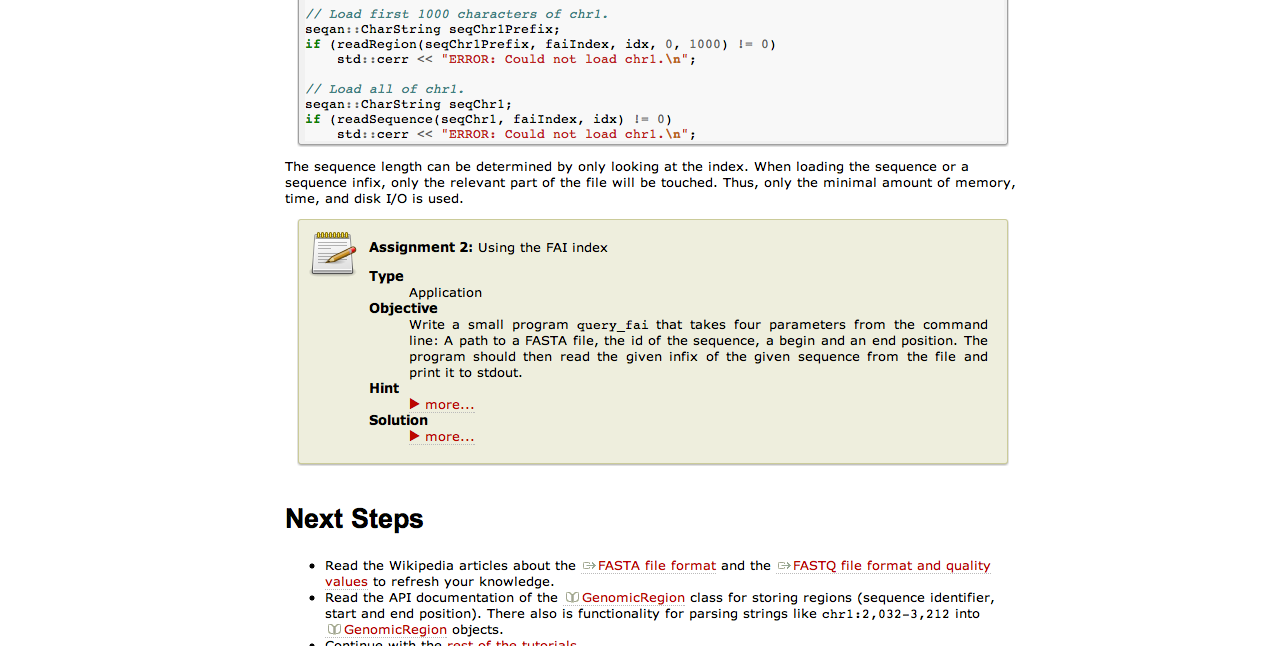 // Load first 1000 characters of chr1.
seqan::CharString seqChr1Prefix;
if (readRegion(seqChr1Prefix, faiIndex, idx, 0, 1000) != 0)
    std::cerr << "ERROR: Could not load chr1.\n";

// Load all of chr1.
seqan::CharString seqChr1;
if (readSequence(seqChr1, faiIndex, idx) != 0)
    std::cerr << "ERROR: Could not load chr1.\n";
The sequence length can be determined by only looking at the index. When loading the sequence or a
sequence infix, only the relevant part of the file will be touched. Thus, only the minimal amount of memory,
time, and disk I/O is used.
Assignment 2: Using the FAI index
Type
Application
Objective
Write a small program query_fai that takes four parameters from the command
line: A path to a FASTA file, the id of the sequence, a begin and an end position. The
program should then read the given infix of the given sequence from the file and
print it to stdout.
Hint
▶ more...
Solution
▶ more...
Next Steps
• Read the Wikipedia articles about the FASTA file format and the FASTQ file format and quality
values to refresh your knowledge.
• Read the API documentation of the GenomicRegion class for storing regions (sequence identifier,
start and end position). There also is functionality for parsing strings like chr1:2,032-3,212 into
GenomicRegion objects.
• Continue with the rest of the tutorials.